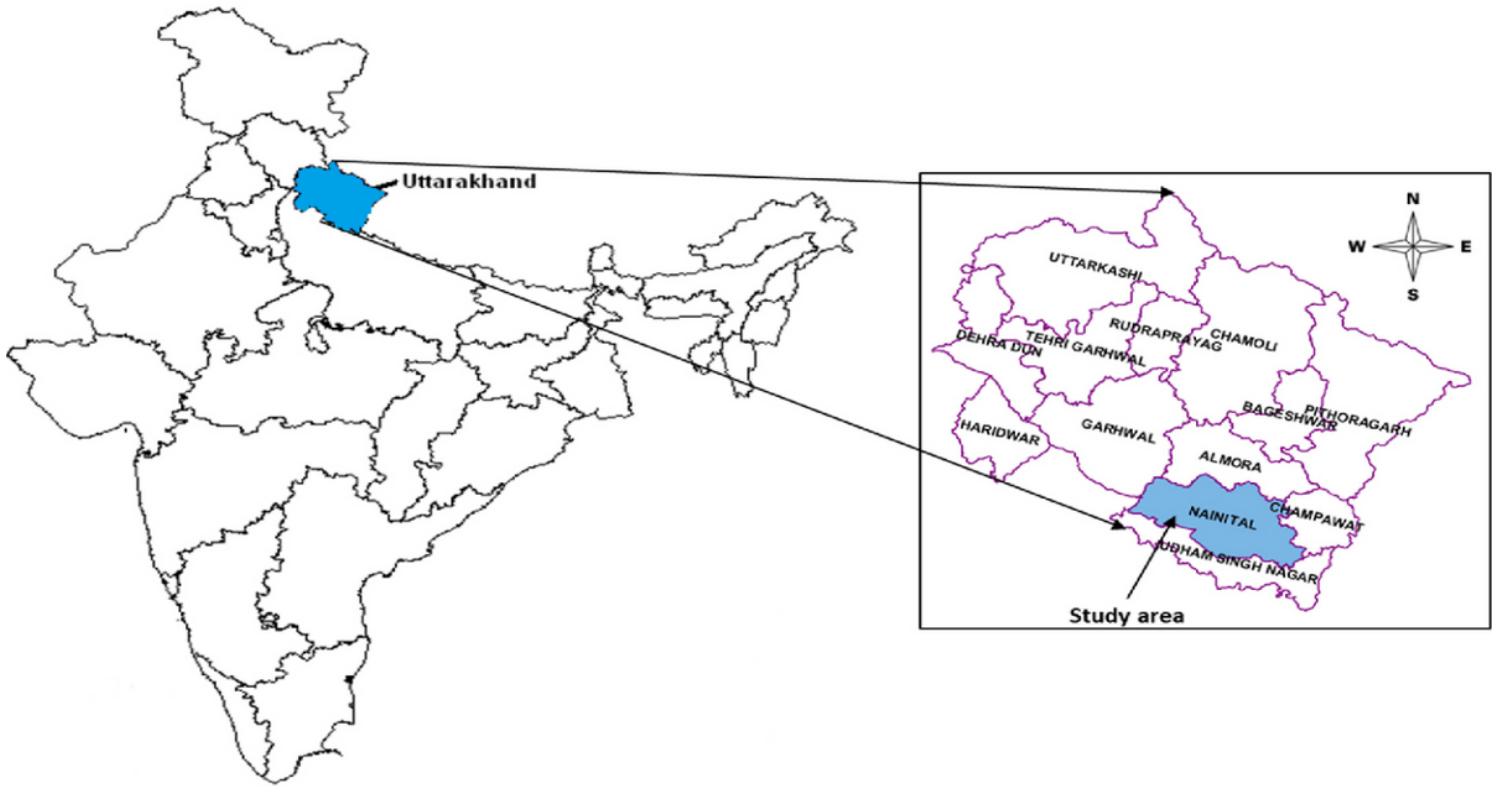 Uttarakhand
N
W
E
S
UTTARKASHI
RUDRAPRAYAG
CHAMOLI
TEHRI GARHWAL
DEHRA DUN
PITHORAGARH
BAGESHWAR
HARIDWAR
GARHWAL
ALMORA
NAINITAL
CHAMPAWAT
UDHAM SINGH NAGAR
Study area